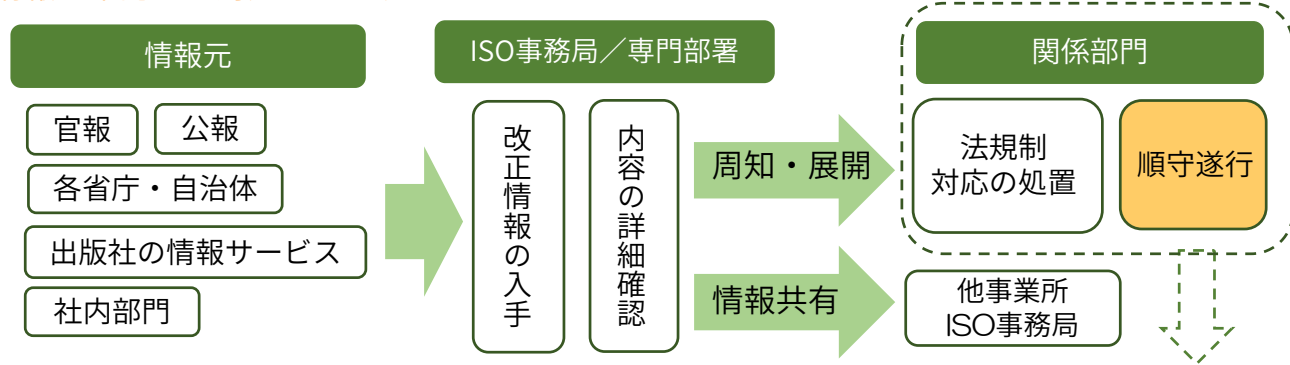 情報元
官報
公報
各省庁・自治体
出版社の情報サービス
社内部門
ISO事務局／専門部署
改正情報の入手
内容の詳細確認
周知・展開
情報共有
関係部門
法規制
対応の処置
順守遂行
他事業所
ISO事務局